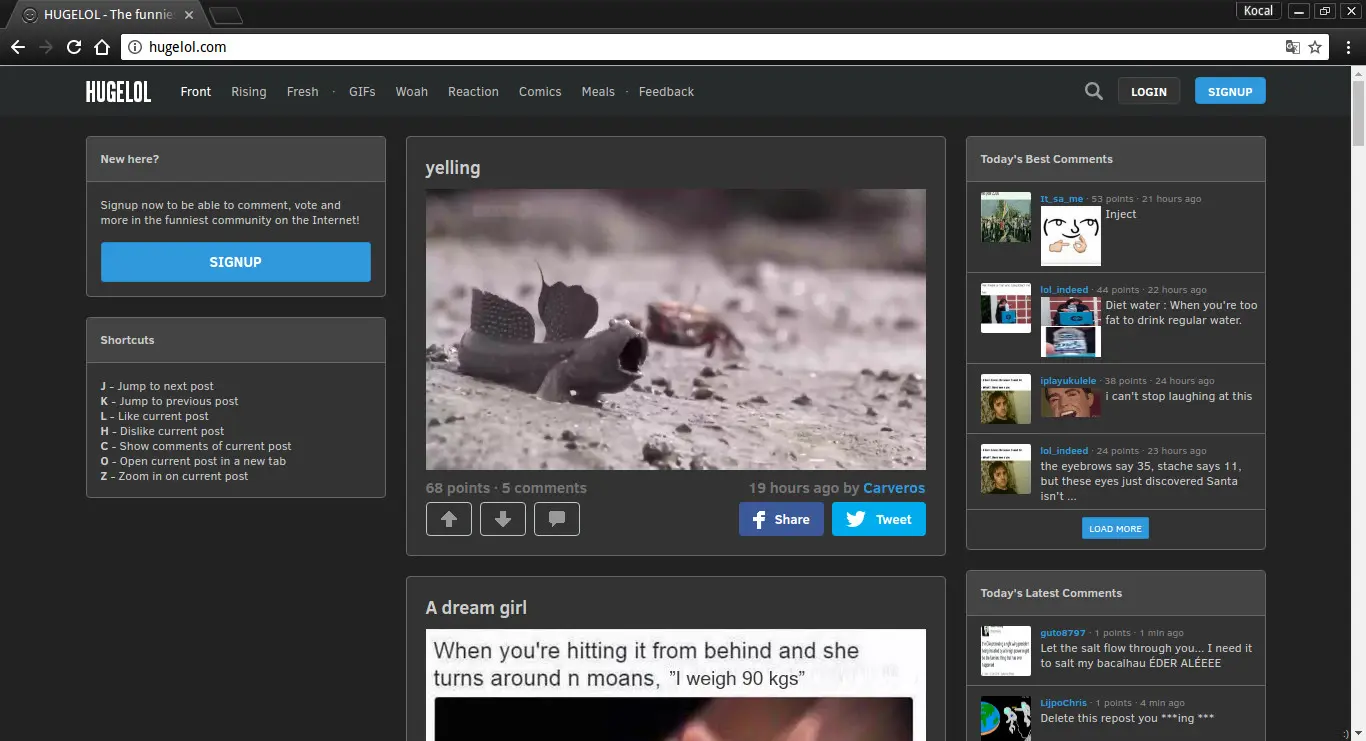 HUGELOL - The funnie
Kocal
hugelol.com
HUGELOL
Front Rising Fresh · GIFs Woah Reaction Comics Meals · Feedback
LOGIN
SIGNUP
New here?
Signup now to be able to comment, vote and
more in the funniest community on the Internet!
SIGNUP
Shortcuts
J - Jump to next post
K - Jump to previous post
L - Like current post
H - Dislike current post
C - Show comments of current post
O - Open current post in a new tab
Z - Zoom in on current post
yelling
68 points · 5 comments
19 hours ago by Carveros
Share
Tweet
A dream girl
When you're hitting it from behind and she
turns around n moans, "I weigh 90 kgs"
Today's Best Comments
It_sa_me · 53 points · 21 hours ago
Inject
lol_indeed · 44 points · 22 hours ago
Diet water : When you're too
fat to drink regular water.
iplayukulele · 38 points · 24 hours ago
i can't stop laughing at this
lol_indeed · 24 points · 23 hours ago
the eyebrows say 35, stache says 11,
but these eyes just discovered Santa
isn't ...
LOAD MORE
Today's Latest Comments
guto8797 · 1 points · 1 min ago
Let the salt flow through you... I need it
to salt my bacalhau ÉDER ALÉEEE
LijpoChris · 1 points · 4 min ago
Delete this repost you ***ing ***
:)